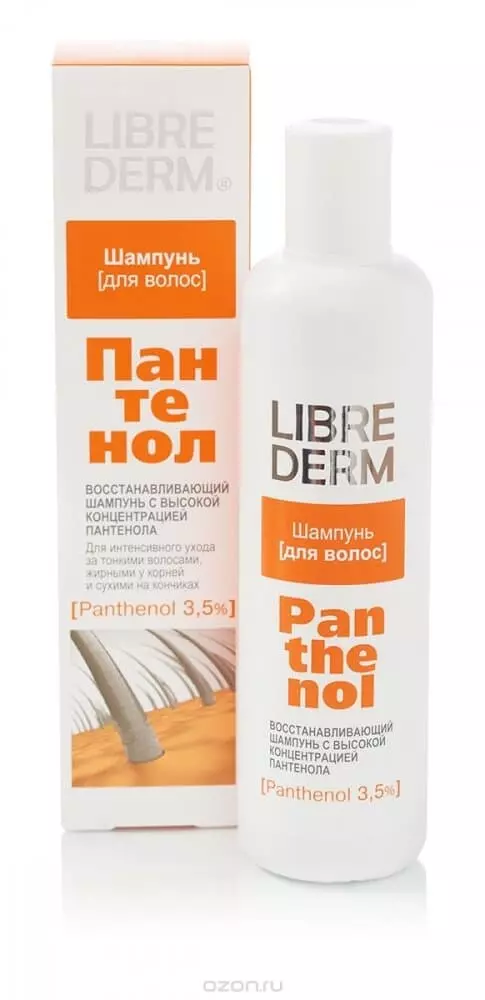 LIBRE
DERM®
Шампунь
[для волос]
Пан
те
нол
ВОССТАНАВЛИВАЮЩИЙ
ШАМПУНЬ С ВЫСОКОЙ
КОНЦЕНТРАЦИЕЙ
ПАНТЕНОЛА
Для интенсивного ухода
за тонкими волосами,
жирными у корней
и сухими на кончиках
[Panthenol 3,5%]
LIBRE
DERM
Шампунь
[для волос]
Pan
the
nol
ВОССТАНАВЛИВАЮЩИЙ
ШАМПУНЬ С ВЫСОКОЙ
КОНЦЕНТРАЦИЕЙ
ПАНТЕНОЛА
[Panthenol 3,5%]
ozon.ru